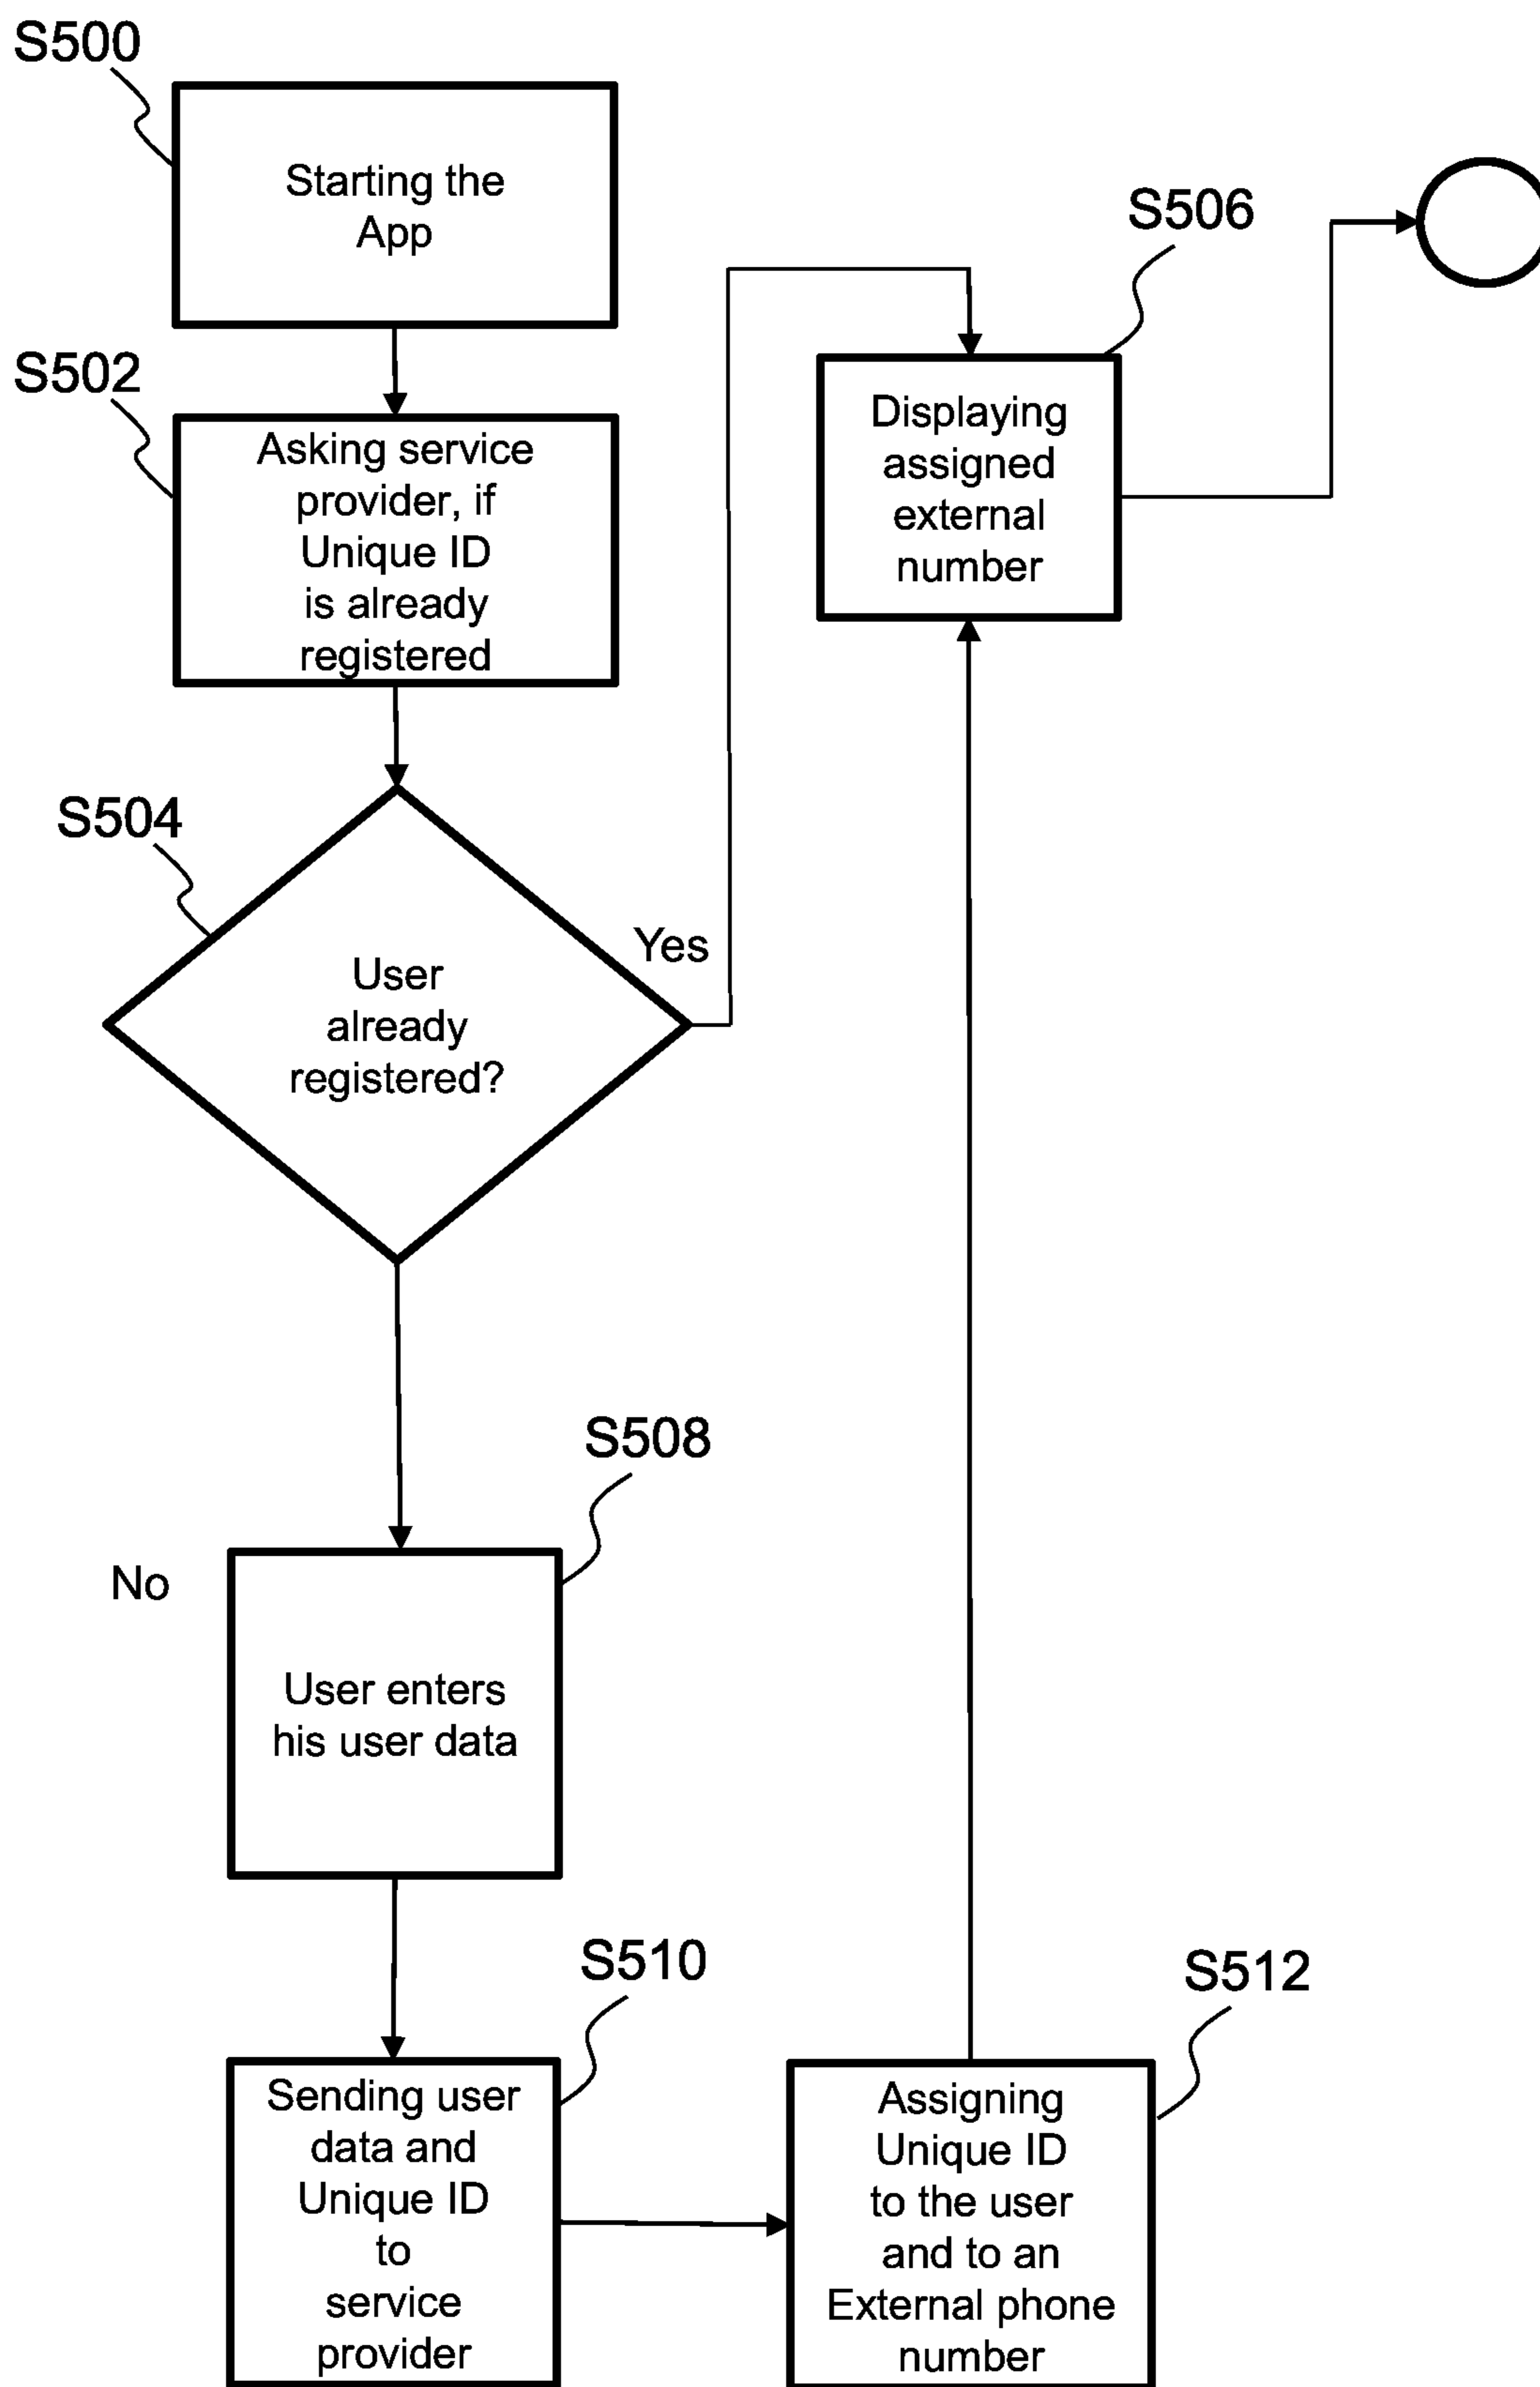 S500
Starting the
App
S502
Asking service
provider, if
Unique ID
is already
registered
S504
User
already
registered?
Yes
S506
Displaying
assigned
external
number
No
S508
User enters
his user data
S510
Sending user
data and
Unique ID
to
service
provider
S512
Assigning
Unique ID
to the user
and to an
External phone
number